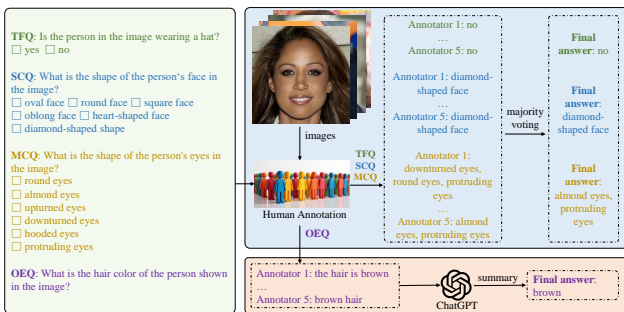 TFQ: Is the person in the image wearing a hat?
☐ yes ☐ no
SCQ: What is the shape of the person's face in
the image?
☐ oval face ☐ round face ☐ square face
☐ oblong face ☐ heart-shaped face
☐ diamond-shaped shape
MCQ: What is the shape of the person's eyes in
the image?
☐ round eyes
☐ almond eyes
☐ upturned eyes
☐ downturned eyes
☐ hooded eyes
☐ protruding eyes
OEQ: What is the hair color of the person shown
in the image?
images
Human Annotation
TFQ
SCQ
MCQ
OEQ
Annotator 1: no
...
Annotator 5: no
Annotator 1: diamond-
shaped face
...
Annotator 5: diamond-
shaped face
Annotator 1:
downturned eyes,
round eyes, protruding
eyes
...
Annotator 5: almond
eyes, protruding eyes
majority
voting
Final
answer: no
Final
answer:
diamond-
shaped face
Final
answer:
almond eyes,
protruding
eyes
Annotator 1: the hair is brown
...
Annotator 5: brown hair
ChatGPT
summary
Final answer:
brown